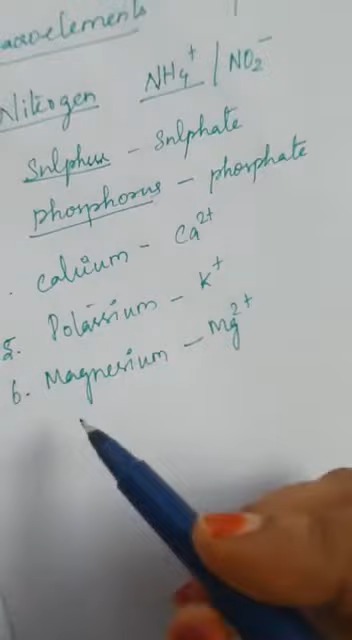 Macroelements
Nitrogen NH4+ / NO2-
Sulphur - Sulphate
phosphorus - phosphate
. Calcium - Ca2+
5. Potassium - K+
6. Magnesium - Mg2+